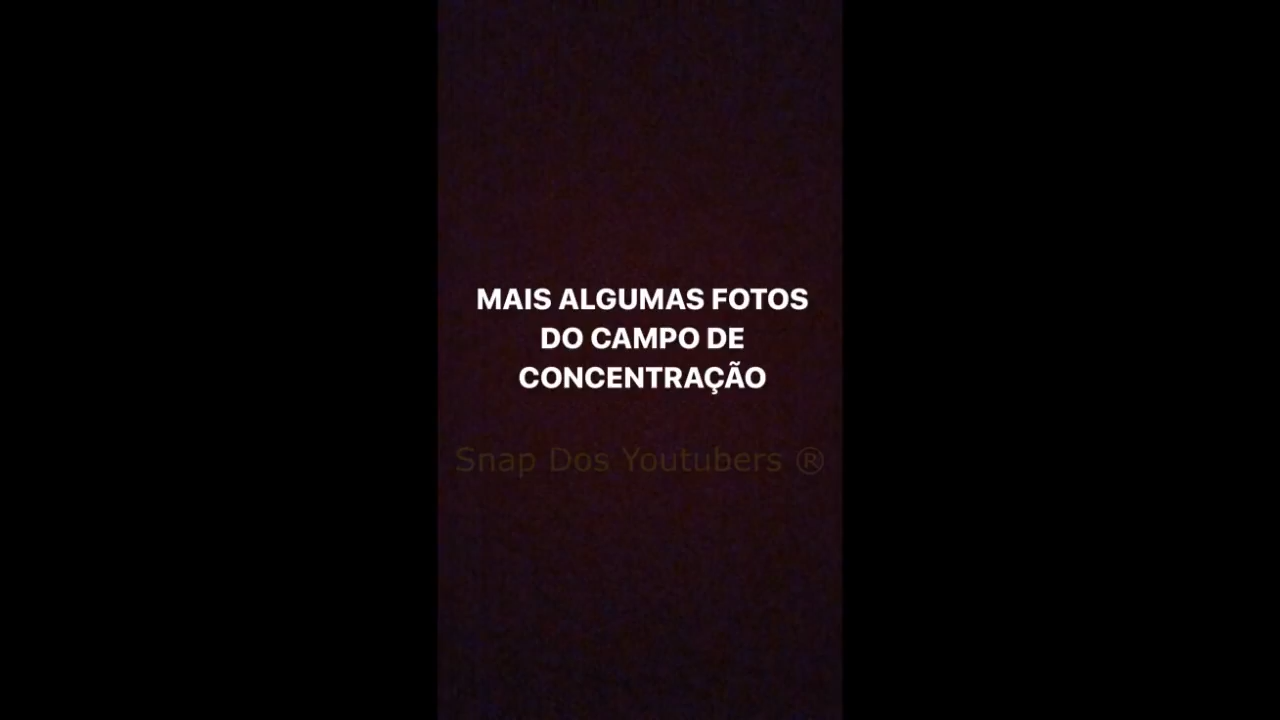 MAIS ALGUMAS FOTOS
DO CAMPO DE
CONCENTRAÇÃO
Snap Dos Youtubers ®